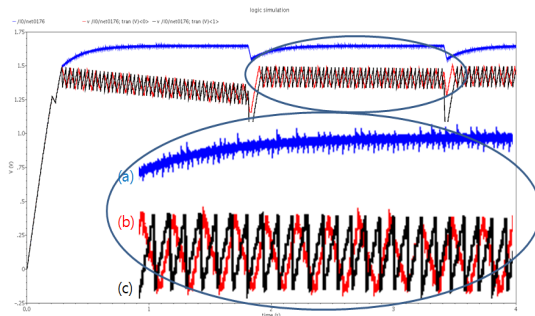 logic simulation
— /I0/net0176 —> /I0/net0176; tran (V)<0> —< /I0/net0176; tran (V)<1>
1.75
1.5
1.25
1.0
.75
.5
.25
0
-.25
V (V)
(a)
(b)
(c)
0.0
1
2
3
4
time (s)